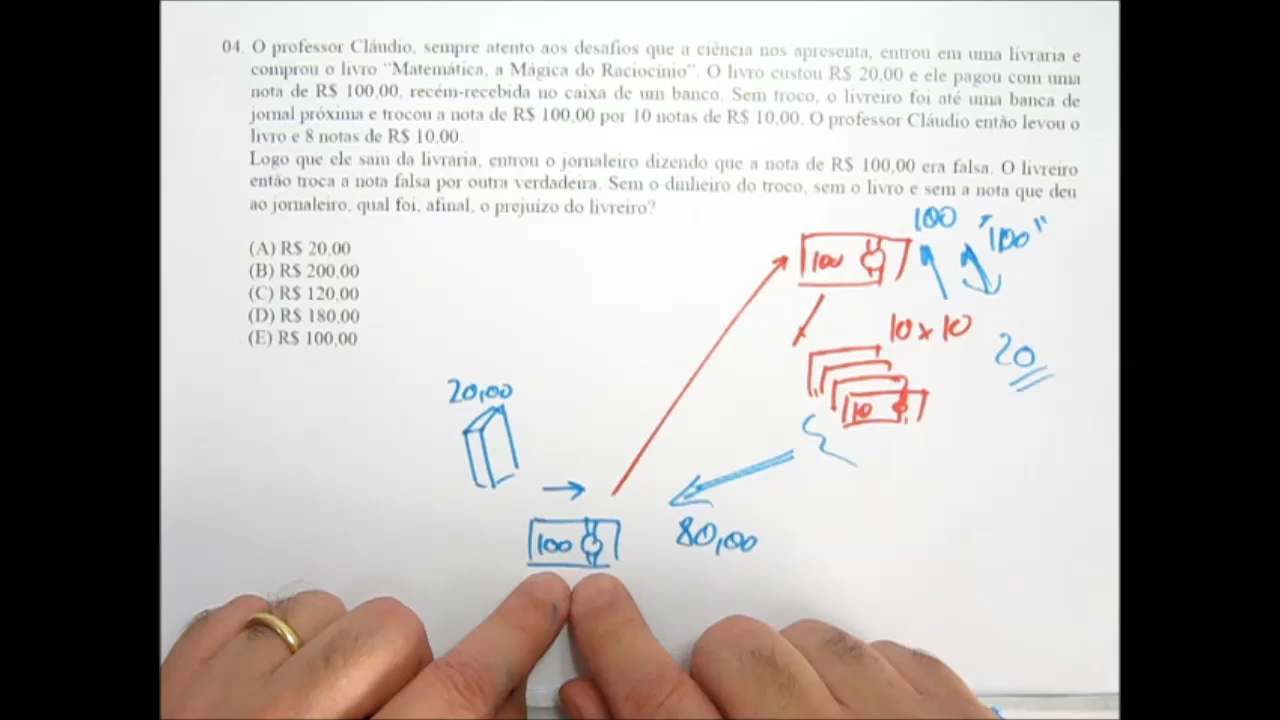 04. O professor Cláudio, sempre atento aos desafios que a ciência nos apresenta, entrou em uma livraria e
comprou o livro “Matemática, a Mágica do Raciocínio”. O livro custou R$ 20,00 e ele pagou com uma
nota de R$ 100,00, recém-recebida no caixa de um banco. Sem troco, o livreiro foi até uma banca de
jornal próxima e trocou a nota de R$ 100,00 por 10 notas de R$ 10,00. O professor Cláudio então levou o
livro e 8 notas de R$ 10,00.
Logo que ele saiu da livraria, entrou o jornaleiro dizendo que a nota de R$ 100,00 era falsa. O livreiro
então troca a nota falsa por outra verdadeira. Sem o dinheiro do troco, sem o livro e sem a nota que deu
ao jornaleiro, qual foi, afinal, o prejuízo do livreiro?
(A) R$ 20,00
(B) R$ 200,00
(C) R$ 120,00
(D) R$ 180,00
(E) R$ 100,00
100
"100"
100
10 x 10
20
10
20,00
80,00
100